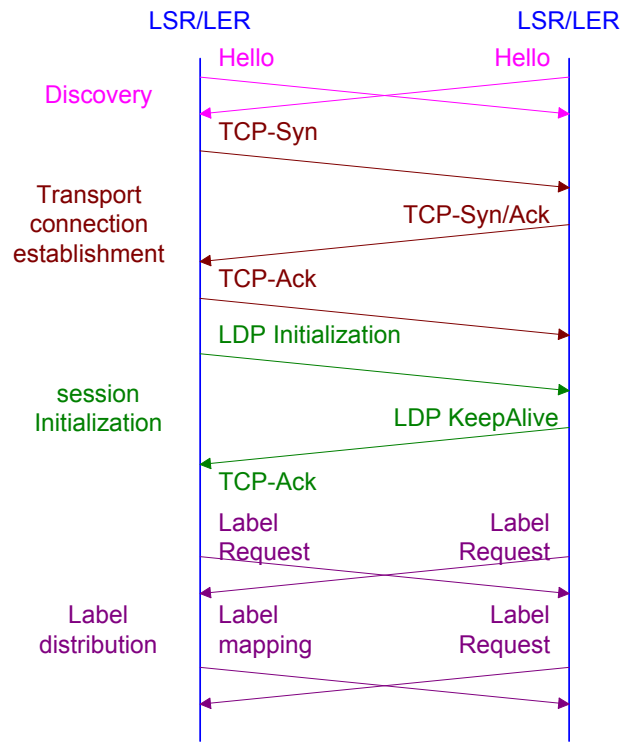 LSR/LER LSR/LER
Hello Hello
Discovery
TCP-Syn
Transport
connection
establishment
TCP-Syn/Ack
TCP-Ack
LDP Initialization
session
Initialization
LDP KeepAlive
TCP-Ack
Label Label
Request Request
Label
distribution
Label Label
mapping Request